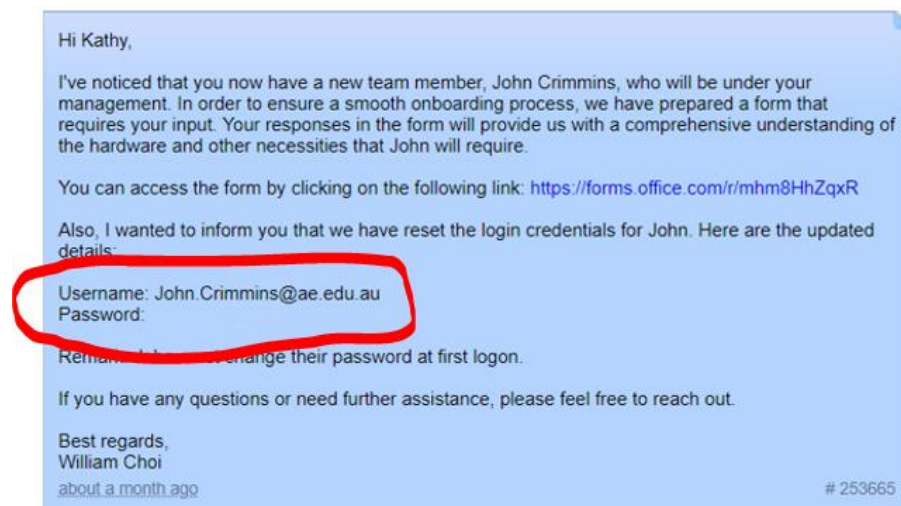 Hi Kathy,
I've noticed that you now have a new team member, John Crimmins, who will be under your
management. In order to ensure a smooth onboarding process, we have prepared a form that
requires your input. Your responses in the form will provide us with a comprehensive understanding of
the hardware and other necessities that John will require.
You can access the form by clicking on the following link: https://forms.office.com/r/mhm8HhZqxR
Also, I wanted to inform you that we have reset the login credentials for John. Here are the updated
details:
Username: John.Crimmins@ae.edu.au
Password:
change their password at first logon.
If you have any questions or need further assistance, please feel free to reach out.
Best regards,
William Choi
about a month ago # 253665